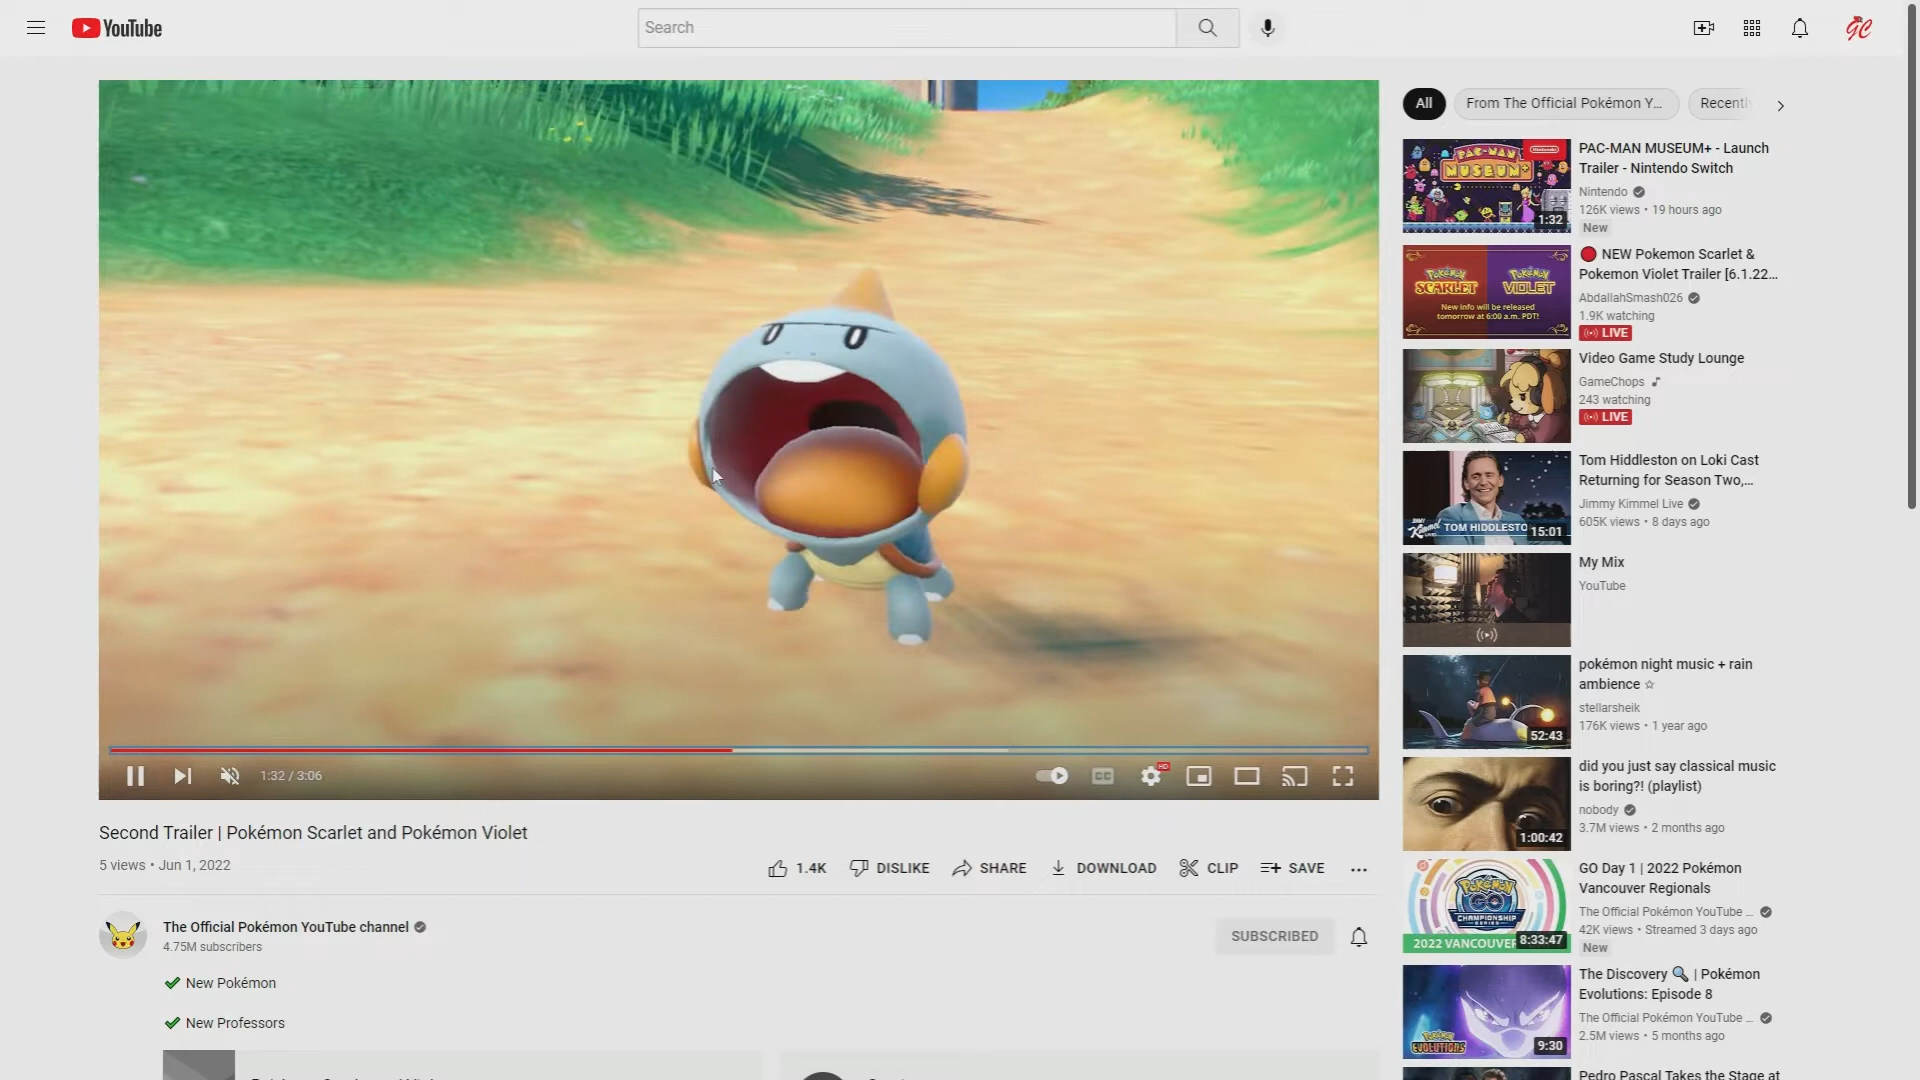 YouTube
Search
GC
All
From The Official Pokémon Y...
Recently
PAC-MAN MUSEUM+ - Launch
Trailer - Nintendo Switch
Nintendo
126K views • 19 hours ago
New
PAC-MAN
MUSEUM+
Nintendo
1:32
🔴 NEW Pokemon Scarlet &
Pokemon Violet Trailer [6.1.22...
AbdallahSmash026
1.9K watching
LIVE
POKÉMON SCARLET
POKÉMON VIOLET
New info will be released
tomorrow at 6:00 a.m. PDT!
Video Game Study Lounge
GameChops
243 watching
LIVE
Tom Hiddleston on Loki Cast
Returning for Season Two,...
Jimmy Kimmel Live
605K views • 8 days ago
JIMMY Kimmel LIVE
TOM HIDDLESTO
15:01
My Mix
YouTube
pokémon night music + rain
ambience ☆
stellarsheik
176K views • 1 year ago
52:43
did you just say classical music
is boring?! (playlist)
nobody
3.7M views • 2 months ago
1:00:42
GO Day 1 | 2022 Pokémon
Vancouver Regionals
The Official Pokémon YouTube ...
42K views • Streamed 3 days ago
New
POKÉMON
GO
CHAMPIONSHIP
SERIES
2022 VANCOUVER
8:33:47
The Discovery 🔍 | Pokémon
Evolutions: Episode 8
The Official Pokémon YouTube ...
2.5M views • 5 months ago
POKÉMON
EVOLUTIONS
9:30
Pedro Pascal Takes the Stage at
1:32 / 3:06
CC
HD
Second Trailer | Pokémon Scarlet and Pokémon Violet
5 views • Jun 1, 2022
1.4K
DISLIKE
SHARE
DOWNLOAD
CLIP
SAVE
The Official Pokémon YouTube channel
4.75M subscribers
SUBSCRIBED
✔ New Pokémon
✔ New Professors